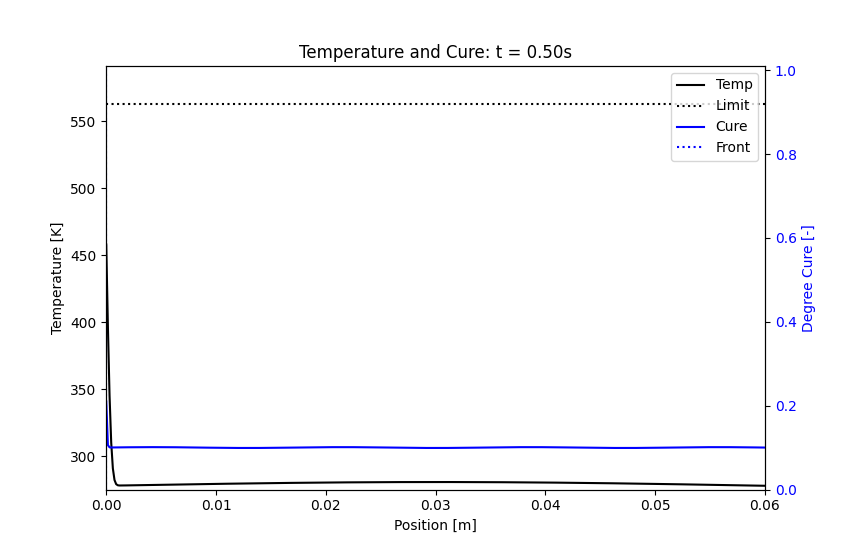 Temperature and Cure: t = 0.50s
Temp
Limit
Cure
Front
Temperature [K]
550
500
450
400
350
300
Degree Cure [-]
1.0
0.8
0.6
0.4
0.2
0.0
0.00 0.01 0.02 0.03 0.04 0.05 0.06
Position [m]